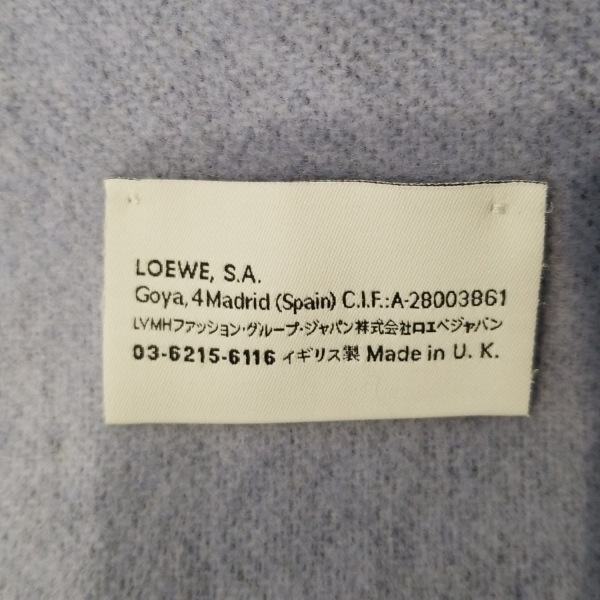 LOEWE, S.A.
Goya, 4 Madrid (Spain) C.I.F.:A-28003861
LVMHファッション・グループ・ジャパン株式会社ロエベジャパン
03-6215-6116 イギリス製 Made in U. K.